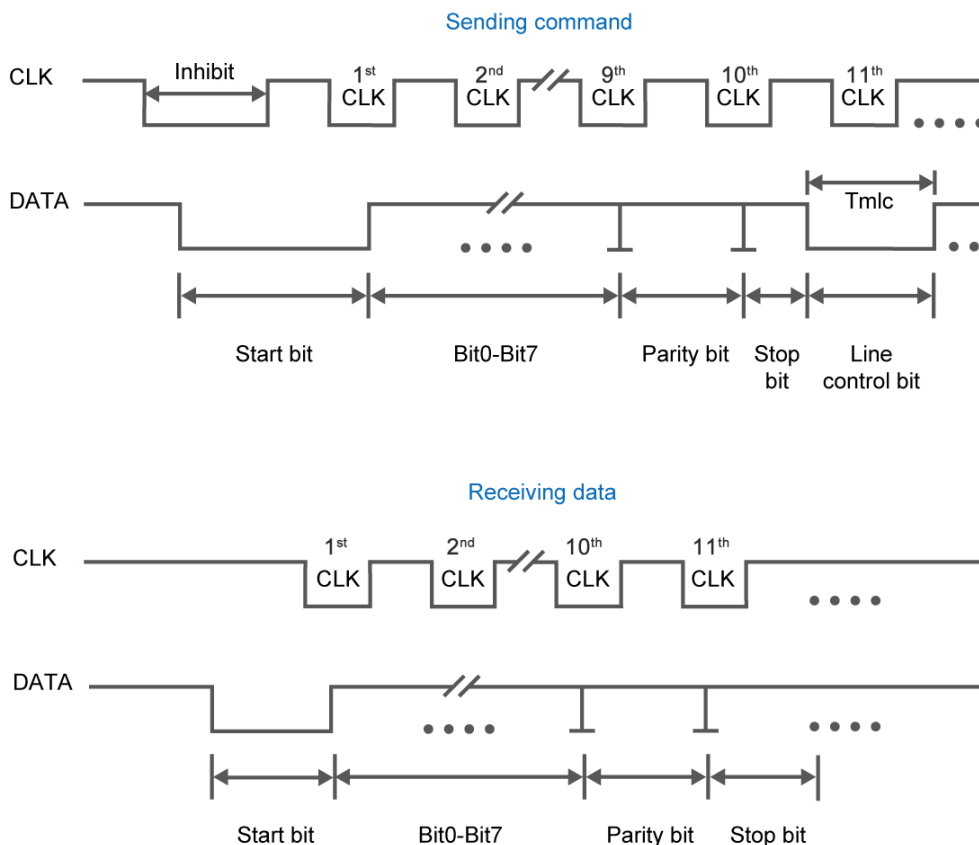 Sending command
CLK
Inhibit
1st
CLK
2nd
CLK
9th
CLK
10th
CLK
11th
CLK
DATA
Tmlc
Start bit
Bit0-Bit7
Parity bit
Stop
bit
Line
control bit
Receiving data
CLK
1st
CLK
2nd
CLK
10th
CLK
11th
CLK
DATA
Start bit
Bit0-Bit7
Parity bit
Stop bit